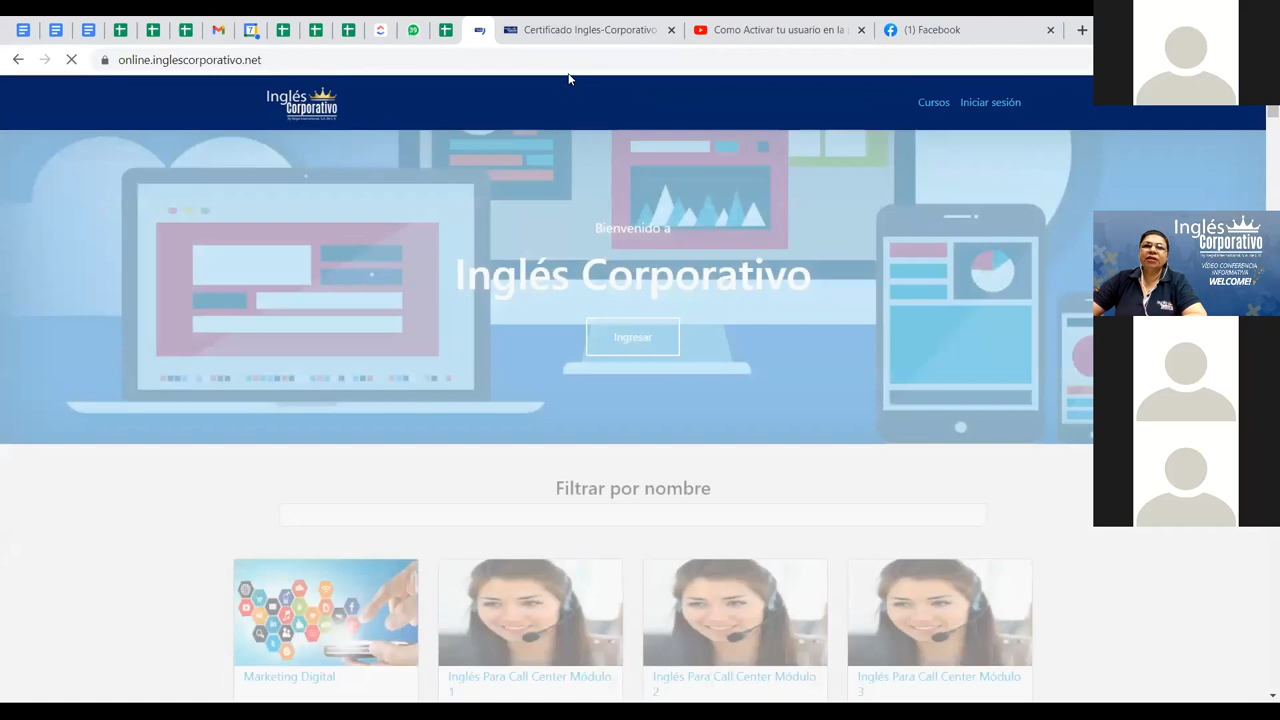 Certificado Ingles-Corporativo
Como Activar tu usuario en la
(1) Facebook
online.inglescorporativo.net
Inglés
Corporativo
Cursos
Iniciar sesión
Bienvenido a
Inglés Corporativo
Ingresar
Inglés
Corporativo
VÍDEO CONFERENCIA
INFORMATIVA
WELCOME!
Filtrar por nombre
Marketing Digital
Inglés Para Call Center Módulo
1
Inglés Para Call Center Módulo
2
Inglés Para Call Center Módulo
3